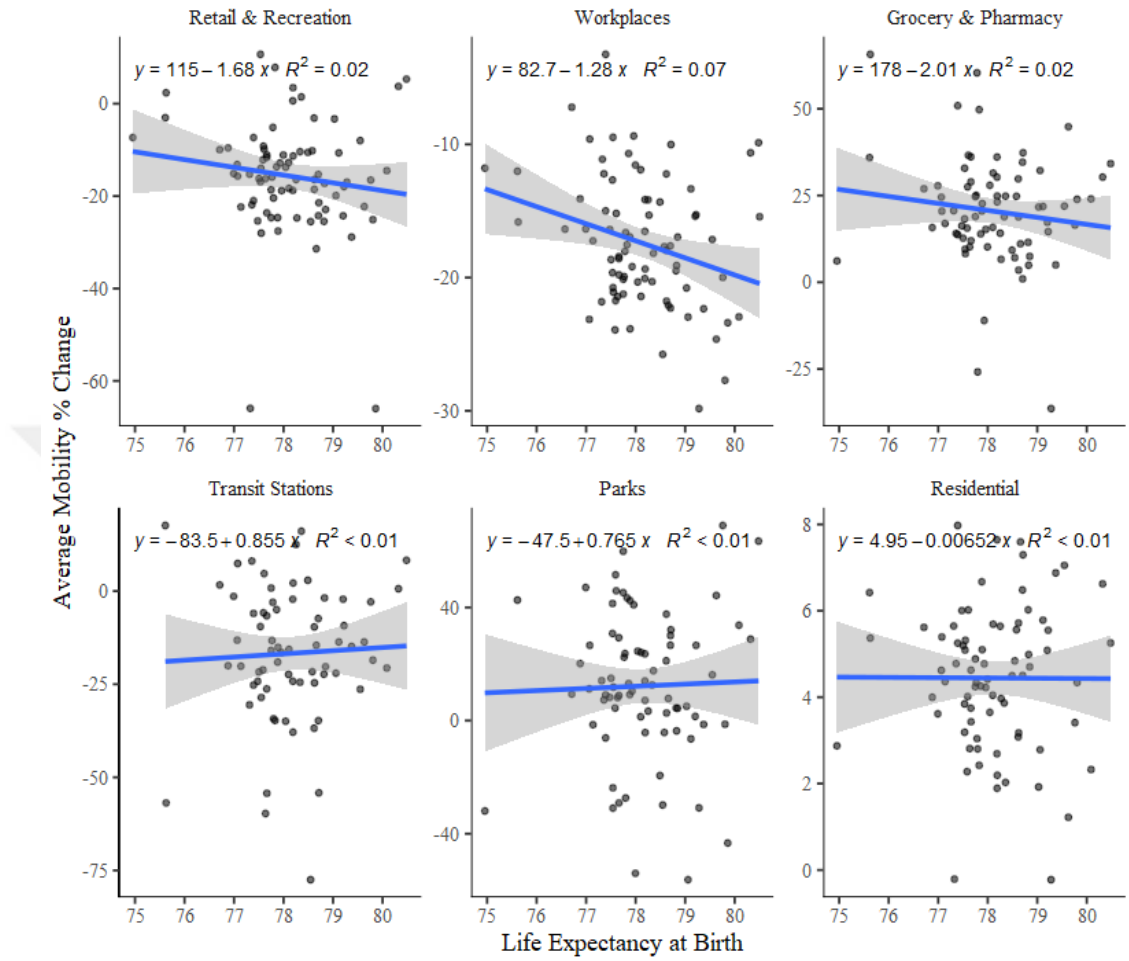 Retail & Recreation
Workplaces
Grocery & Pharmacy
y = 115 − 1.68 x R² = 0.02
y = 82.7 − 1.28 x R² = 0.07
y = 178 − 2.01 x R² = 0.02
0
-20
-40
-60
-10
-20
-30
50
25
0
-25
75 76 77 78 79 80
75 76 77 78 79 80
75 76 77 78 79 80
Average Mobility % Change
Transit Stations
Parks
Residential
y = −83.5 + 0.855 x R² < 0.01
y = −47.5 + 0.765 x R² < 0.01
y = 4.95 − 0.00652 x R² < 0.01
0
-25
-50
-75
40
0
-40
8
6
4
2
0
75 76 77 78 79 80
75 76 77 78 79 80
75 76 77 78 79 80
Life Expectancy at Birth